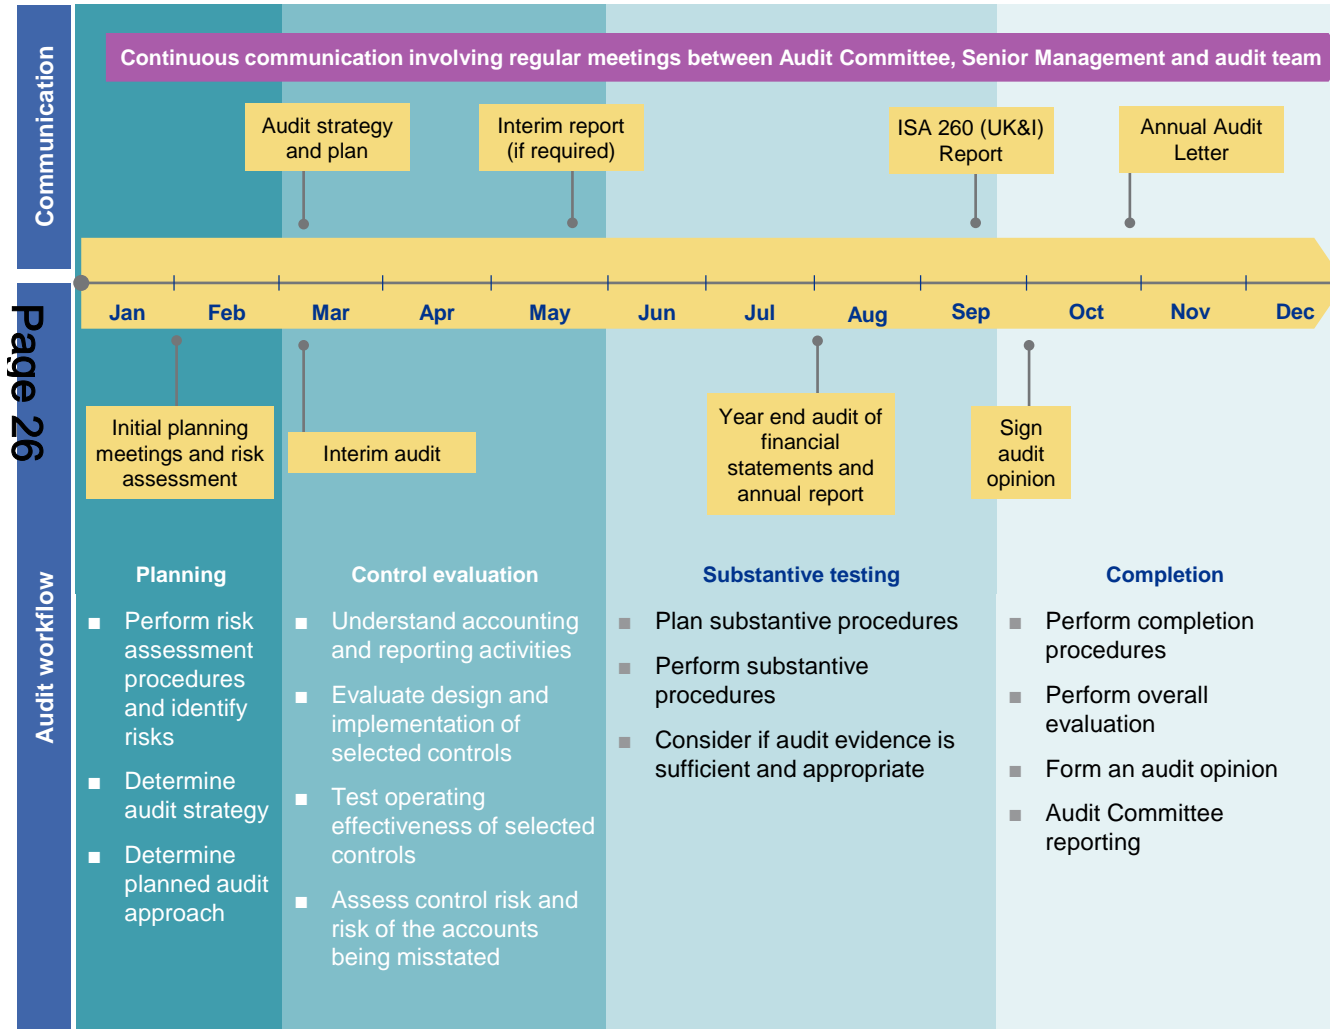 Communication
Continuous communication involving regular meetings between Audit Committee, Senior Management and audit team
Audit strategy
and plan
Interim report
(if required)
ISA 260 (UK&I)
Report
Annual Audit
Letter
Jan Feb Mar Apr May Jun Jul Aug Sep Oct Nov Dec
Page 26
Initial planning
meetings and risk
assessment
Interim audit
Year end audit of
financial
statements and
annual report
Sign
audit
opinion
Audit workflow
Planning
■ Perform risk
assessment
procedures
and identify
risks
■ Determine
audit strategy
■ Determine
planned audit
approach
Control evaluation
■ Understand accounting
and reporting activities
■ Evaluate design and
implementation of
selected controls
■ Test operating
effectiveness of selected
controls
■ Assess control risk and
risk of the accounts
being misstated
Substantive testing
■ Plan substantive procedures
■ Perform substantive
procedures
■ Consider if audit evidence is
sufficient and appropriate
Completion
■ Perform completion
procedures
■ Perform overall
evaluation
■ Form an audit opinion
■ Audit Committee
reporting